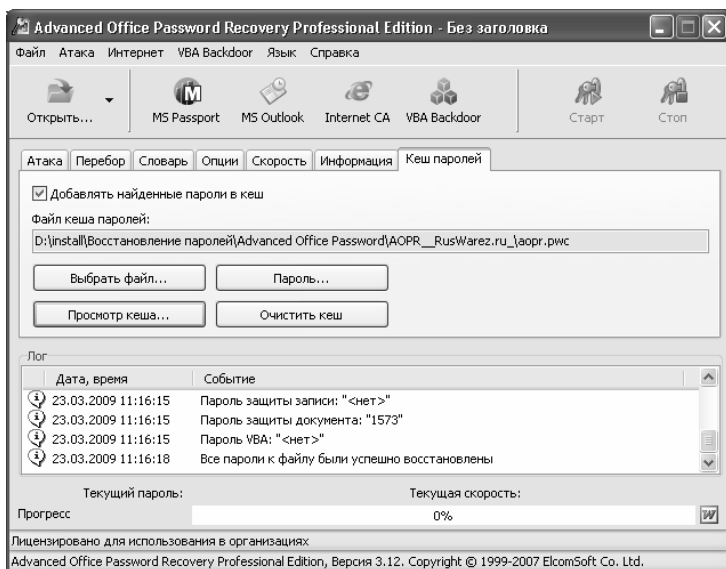 Advanced Office Password Recovery Professional Edition - Без заголовка
Файл Атака Интернет VBA Backdoor Язык Справка
Открыть... MS Passport MS Outlook Internet CA VBA Backdoor Старт Стоп
Атака Перебор Словарь Опции Скорость Информация Кеш паролей
Добавлять найденные пароли в кеш
Файл кеша паролей:
D:\install\Восстановление паролей\Advanced Office Password\AOPR__RusWarez.ru_\aopr.pwc
Выбрать файл... Пароль...
Просмотр кеша... Очистить кеш
Лог
Дата, время Событие
23.03.2009 11:16:15 Пароль защиты записи: "<нет>"
23.03.2009 11:16:15 Пароль защиты документа: "1573"
23.03.2009 11:16:15 Пароль VBA: "<нет>"
23.03.2009 11:16:18 Все пароли к файлу были успешно восстановлены
Текущий пароль: Текущая скорость:
Прогресс 0%
Лицензировано для использования в организациях
Advanced Office Password Recovery Professional Edition, Версия 3.12. Copyright © 1999-2007 ElcomSoft Co. Ltd.